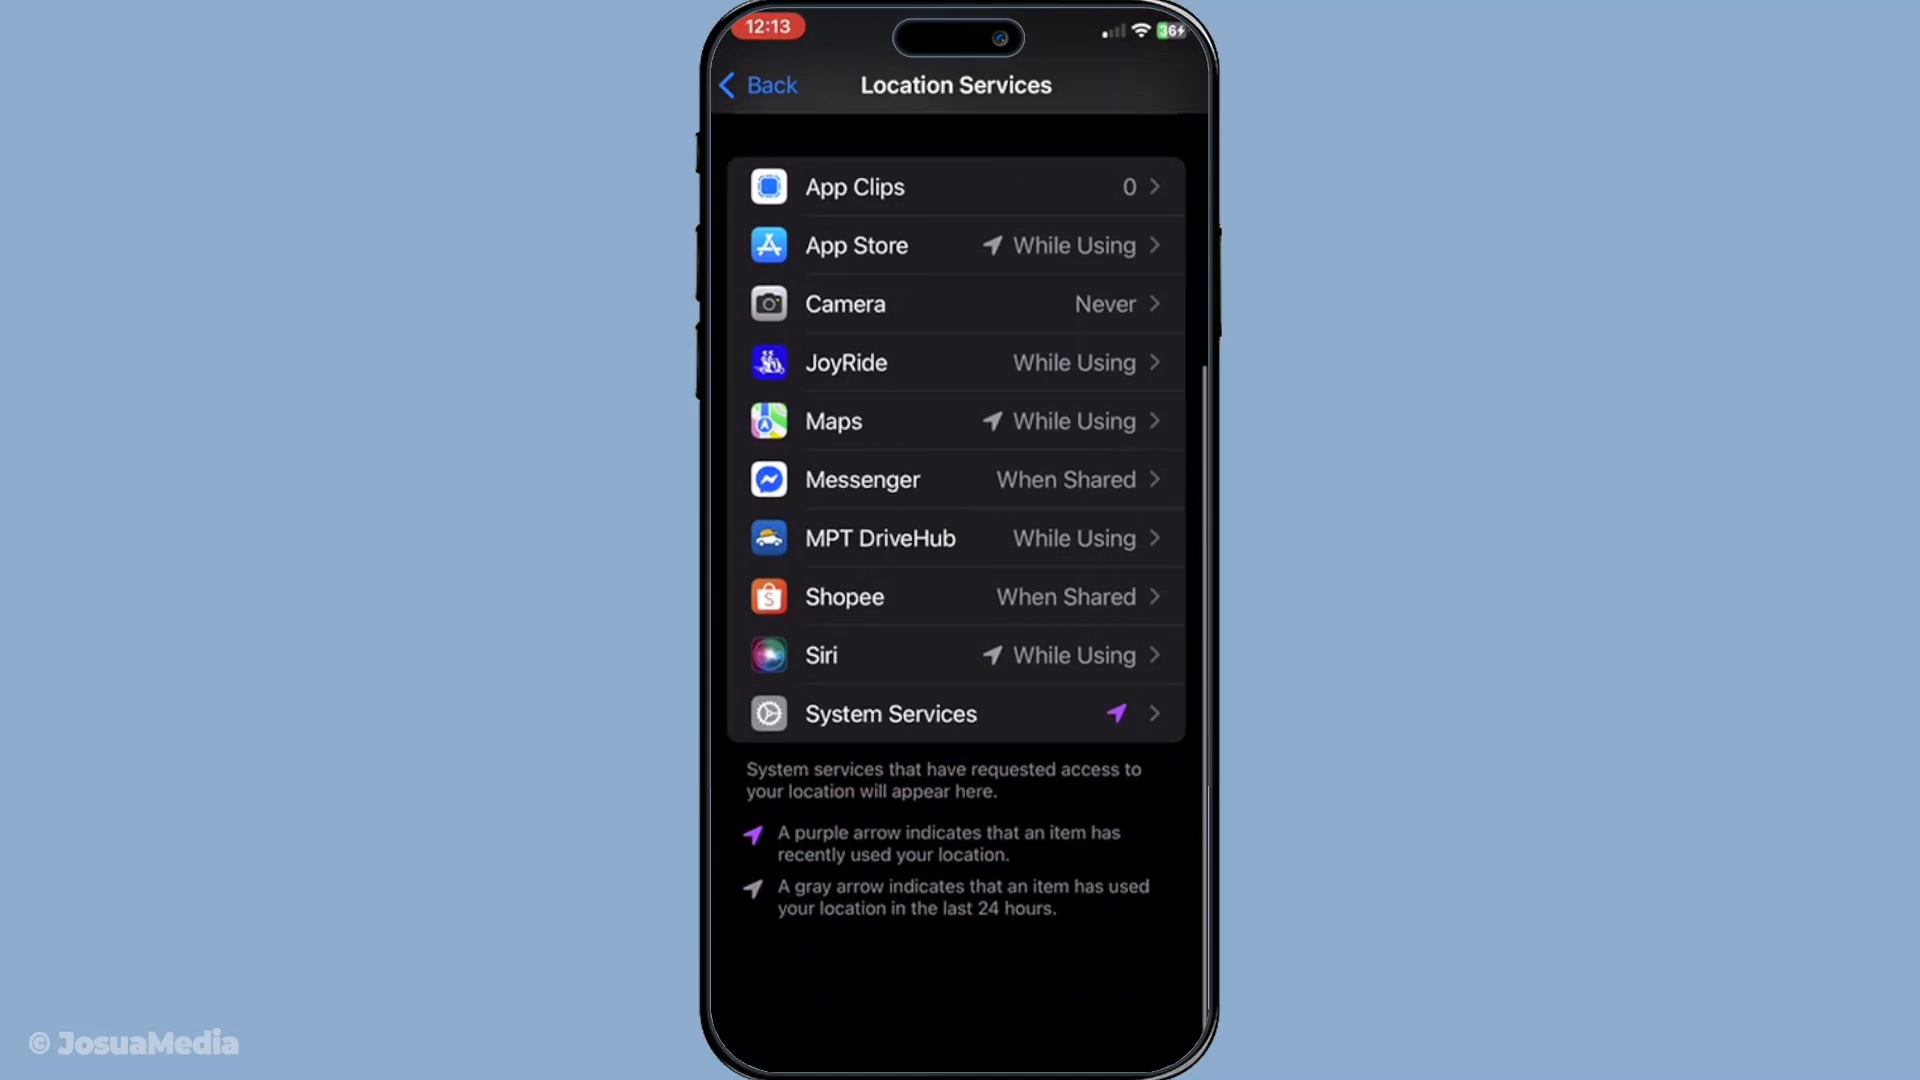 12:13
36
Back
Location Services
App Clips 0
App Store While Using
Camera Never
JoyRide While Using
Maps While Using
Messenger When Shared
MPT DriveHub While Using
Shopee When Shared
Siri While Using
System Services
System services that have requested access to
your location will appear here.
A purple arrow indicates that an item has
recently used your location.
A gray arrow indicates that an item has used
your location in the last 24 hours.
© JosuaMedia